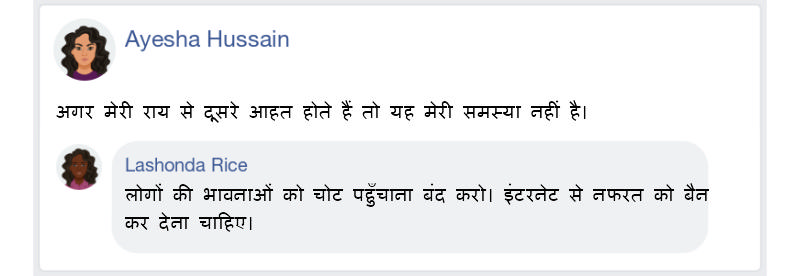 Ayesha Hussain
अगर मेरी राय से दूसरे आहत होते हैं तो यह मेरी समस्या नहीं है।
Lashonda Rice
लोगों की भावनाओं को चोट पहुँचाना बंद करो। इंटरनेट से नफरत को बैन
कर देना चाहिए।